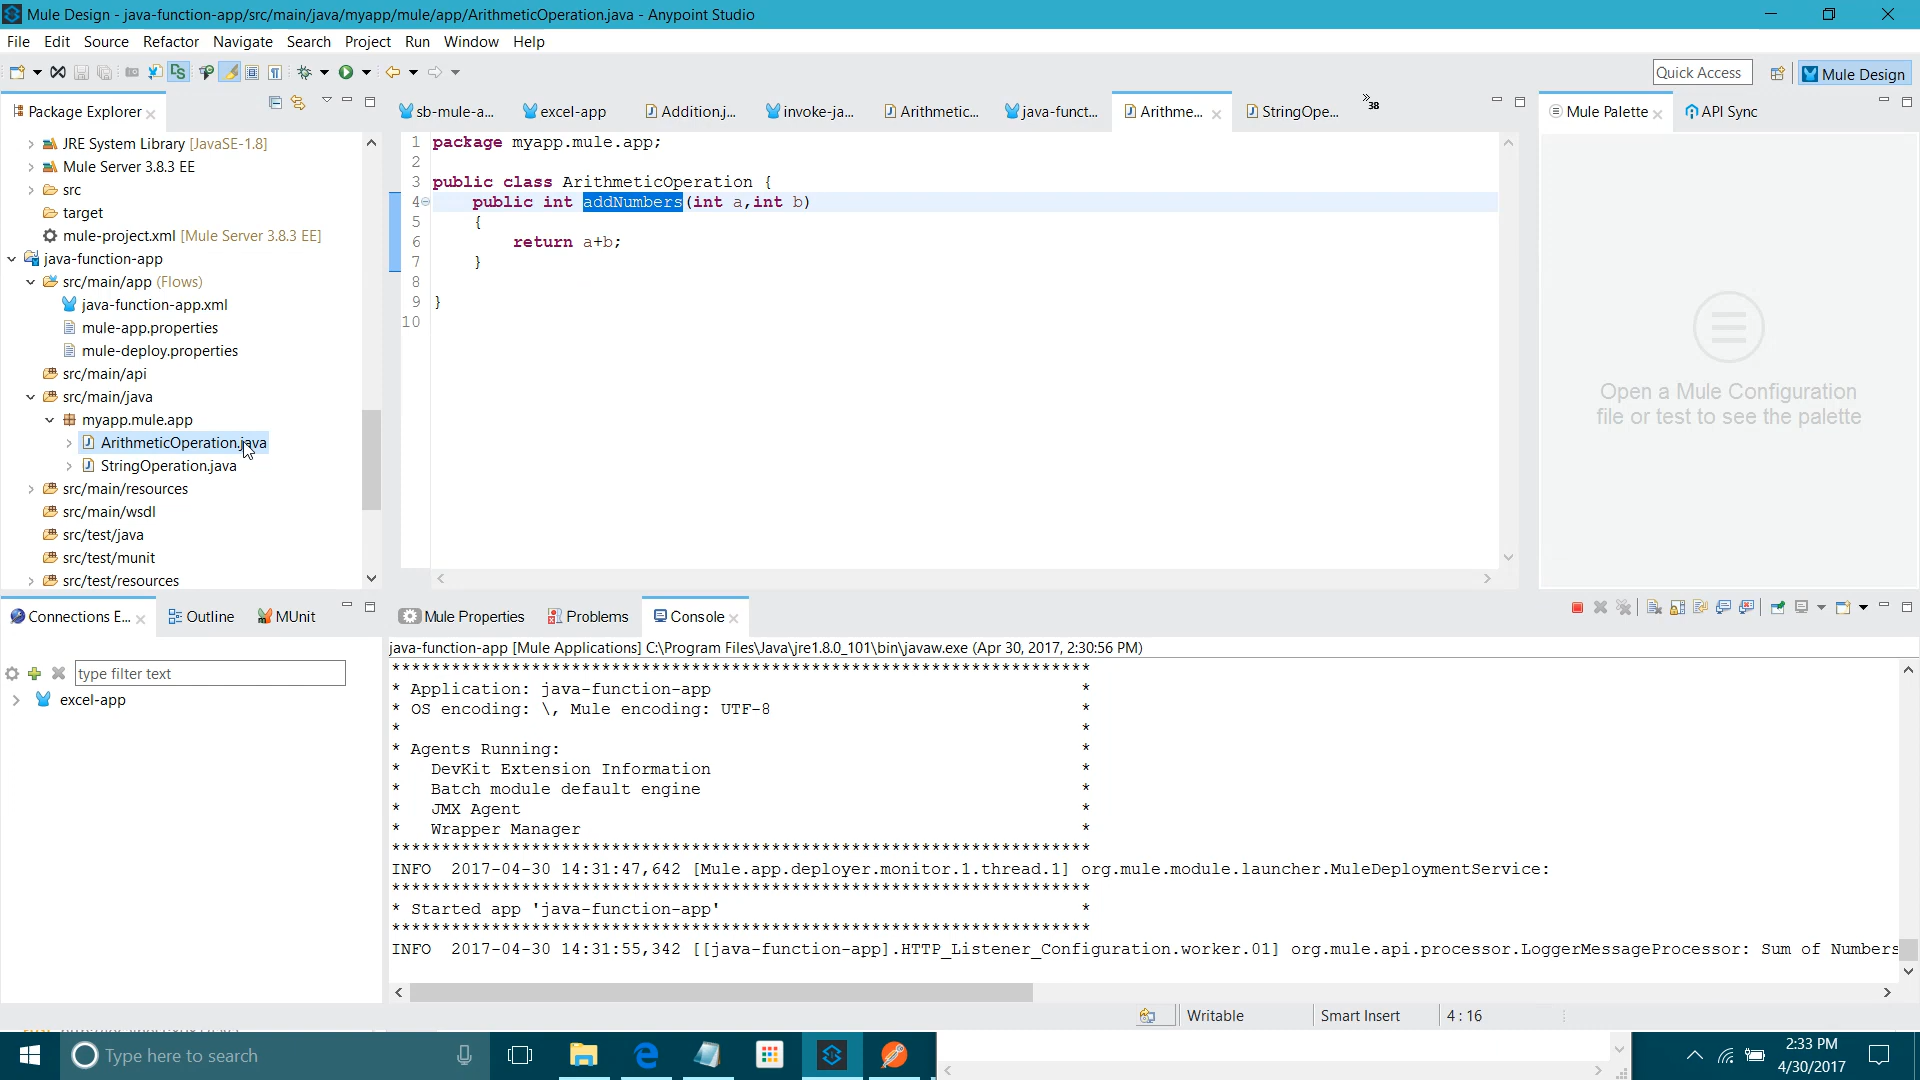 Mule Design - java-function-app/src/main/java/myapp/mule/app/ArithmeticOperation.java - Anypoint Studio
File Edit Source Refactor Navigate Search Project Run Window Help
Quick Access
Mule Design
Package Explorer
sb-mule-a...
excel-app
Addition.j...
invoke-ja...
Arithmetic...
java-funct...
Arithme...
StringOpe...
»38
Mule Palette
API Sync
JRE System Library [JavaSE-1.8]
Mule Server 3.8.3 EE
src
target
mule-project.xml [Mule Server 3.8.3 EE]
java-function-app
src/main/app (Flows)
java-function-app.xml
mule-app.properties
mule-deploy.properties
src/main/api
src/main/java
myapp.mule.app
ArithmeticOperation.java
StringOperation.java
src/main/resources
src/main/wsdl
src/test/java
src/test/munit
src/test/resources
1 package myapp.mule.app;
2
3 public class ArithmeticOperation {
4 public int addNumbers(int a,int b)
5 {
6 return a+b;
7 }
8
9 }
10
Open a Mule Configuration
file or test to see the palette
Connections E...
Outline
MUnit
type filter text
excel-app
Mule Properties
Problems
Console
java-function-app [Mule Applications] C:\Program Files\Java\jre1.8.0_101\bin\javaw.exe (Apr 30, 2017, 2:30:56 PM)
**********************************************************************
* Application: java-function-app *
* OS encoding: \, Mule encoding: UTF-8 *
* *
* Agents Running: *
* DevKit Extension Information *
* Batch module default engine *
* JMX Agent *
* Wrapper Manager *
**********************************************************************
INFO 2017-04-30 14:31:47,642 [Mule.app.deployer.monitor.1.thread.1] org.mule.module.launcher.MuleDeploymentService:
**********************************************************************
* Started app 'java-function-app' *
**********************************************************************
INFO 2017-04-30 14:31:55,342 [[java-function-app].HTTP_Listener_Configuration.worker.01] org.mule.api.processor.LoggerMessageProcessor: Sum of Numbers
Writable
Smart Insert
4 : 16
Type here to search
2:33 PM
4/30/2017